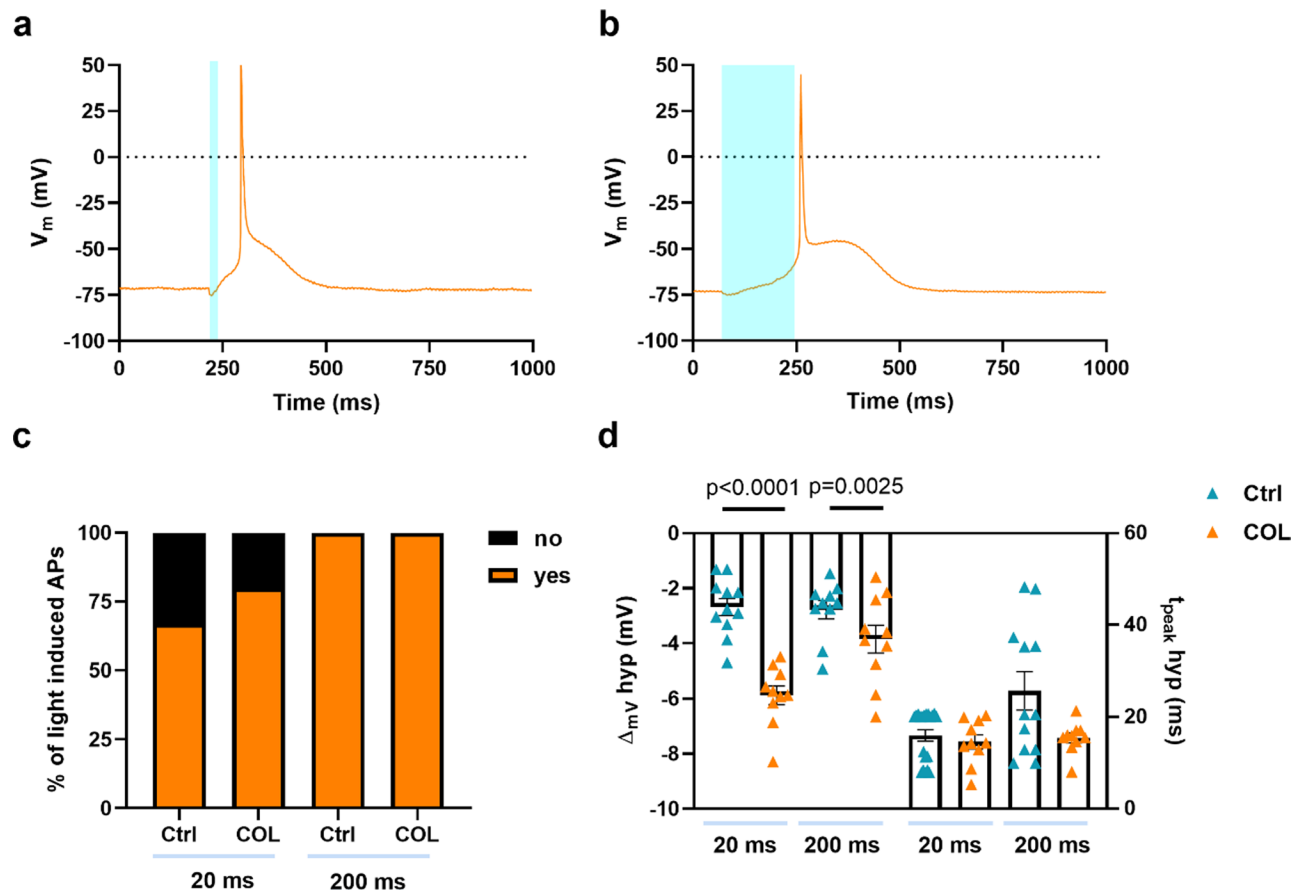 a
50
25
0
-25
-50
-75
-100
Vm (mV)
0 250 500 750 1000
Time (ms)
b
50
25
0
-25
-50
-75
-100
Vm (mV)
0 250 500 750 1000
Time (ms)
c
100
75
50
25
0
% of light induced APs
no
yes
Ctrl COL Ctrl COL
20 ms 200 ms
d
p<0.0001 p=0.0025
Ctrl
COL
0
-2
-4
-6
-8
-10
ΔmV hyp (mV)
60
40
20
0
tpeak hyp (ms)
20 ms 200 ms 20 ms 200 ms